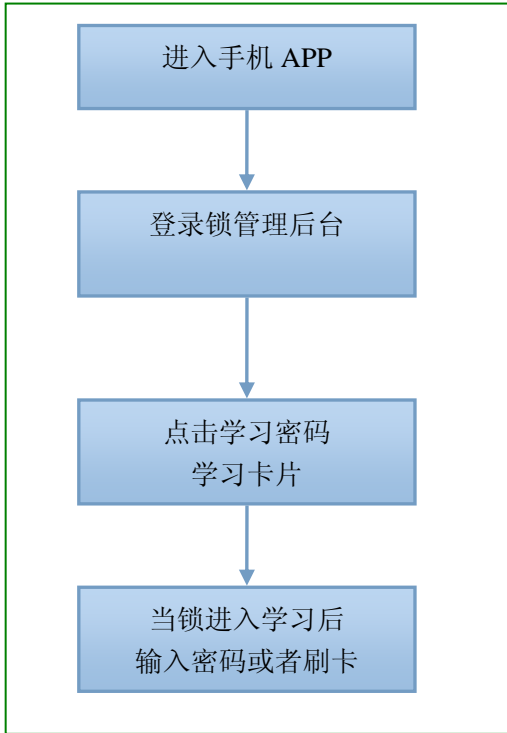 进入手机 APP
登录锁管理后台
点击学习密码
学习卡片
当锁进入学习后
输入密码或者刷卡